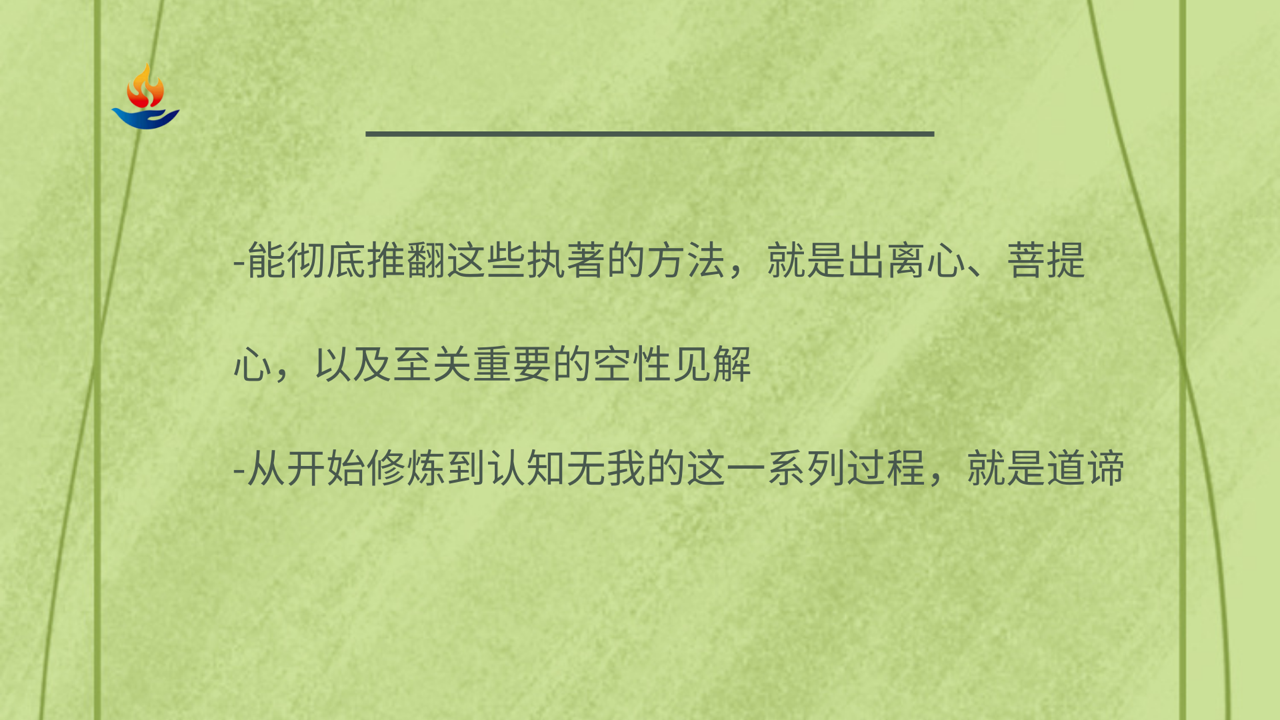 -能彻底推翻这些执著的方法，就是出离心、菩提
心，以及至关重要的空性见解
-从开始修炼到认知无我的这一系列过程，就是道谛